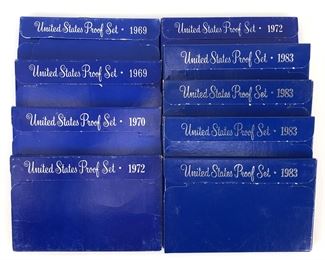 United States Proof Set • 1969
United States Proof Set • 1969
United States Proof Set • 1970
United States Proof Set • 1972
United States Proof Set • 1972
United States Proof Set • 1983
United States Proof Set • 1983
United States Proof Set • 1983
United States Proof Set • 1983